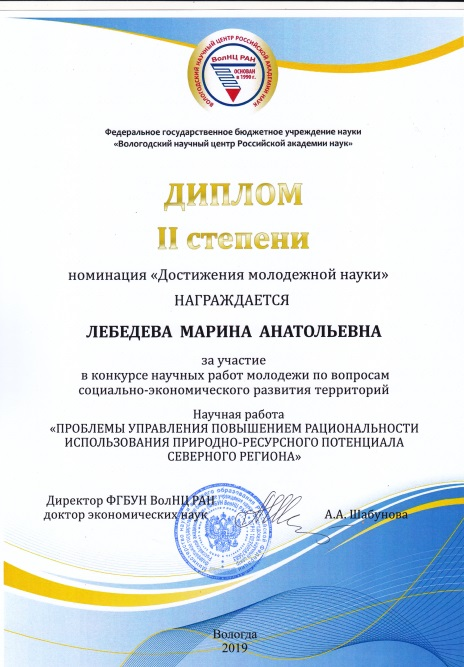 ВОЛОГОДСКИЙ НАУЧНЫЙ ЦЕНТР РОССИЙСКОЙ АКАДЕМИИ НАУК
ВолНЦ РАН
ОСНОВАН
в 1990 г.
Федеральное государственное бюджетное учреждение науки
«Вологодский научный центр Российской академии наук»
ДИПЛОМ
II степени
номинация «Достижения молодежной науки»
НАГРАЖДАЕТСЯ
ЛЕБЕДЕВА МАРИНА АНАТОЛЬЕВНА
за участие
в конкурсе научных работ молодежи по вопросам
социально-экономического развития территорий
Научная работа
«ПРОБЛЕМЫ УПРАВЛЕНИЯ ПОВЫШЕНИЕМ РАЦИОНАЛЬНОСТИ
ИСПОЛЬЗОВАНИЯ ПРИРОДНО-РЕСУРСНОГО ПОТЕНЦИАЛА
СЕВЕРНОГО РЕГИОНА»
Директор ФГБУН ВолНЦ РАН
доктор экономических наук
А.А. Шабунова
Вологда
2019